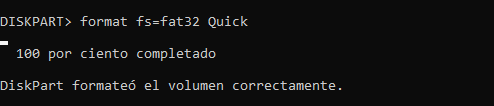 DISKPART> format fs=fat32 Quick
100 por ciento completado
DiskPart formateó el volumen correctamente.